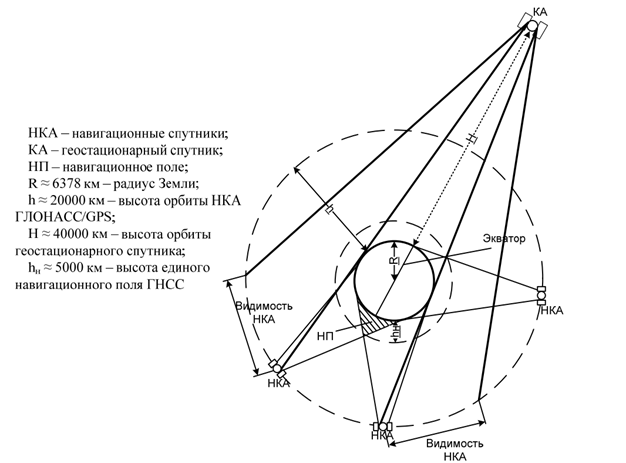 КА
НКА – навигационные спутники;
КА – геостационарный спутник;
НП – навигационное поле;
R ≈ 6378 км – радиус Земли;
h ≈ 20000 км – высота орбиты НКА
ГЛОНАСС/GPS;
H ≈ 40000 км – высота орбиты
геостационарного спутника;
hн ≈ 5000 км – высота единого
навигационного поля ГНСС
H
h
Экватор
R
Видимость
НКА
НКА
НП
hн
НКА
НКА
Видимость
НКА